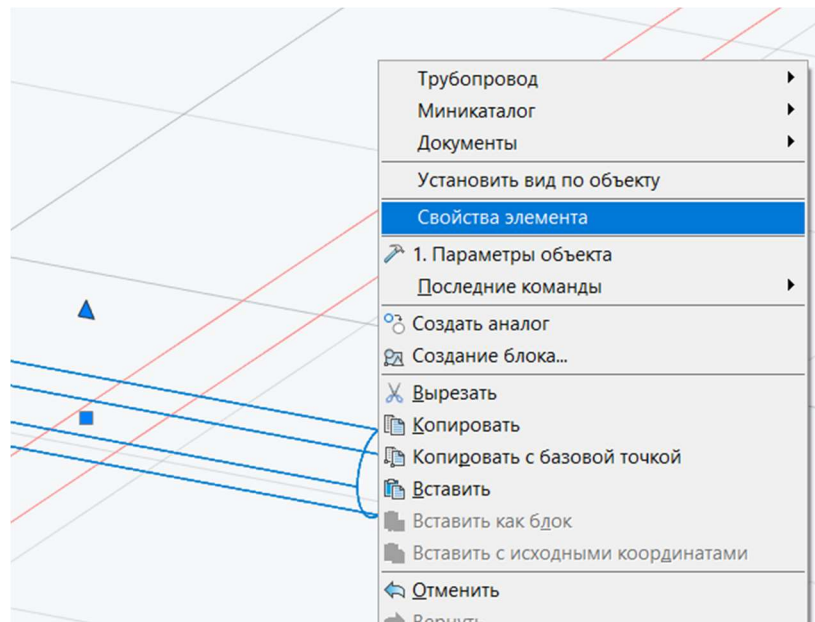 Трубопровод
Миникаталог
Документы
Установить вид по объекту
Свойства элемента
1. Параметры объекта
Последние команды
Создать аналог
Создание блока...
Вырезать
Копировать
Копировать с базовой точкой
Вставить
Вставить как блок
Вставить с исходными координатами
Отменить
Вернуть